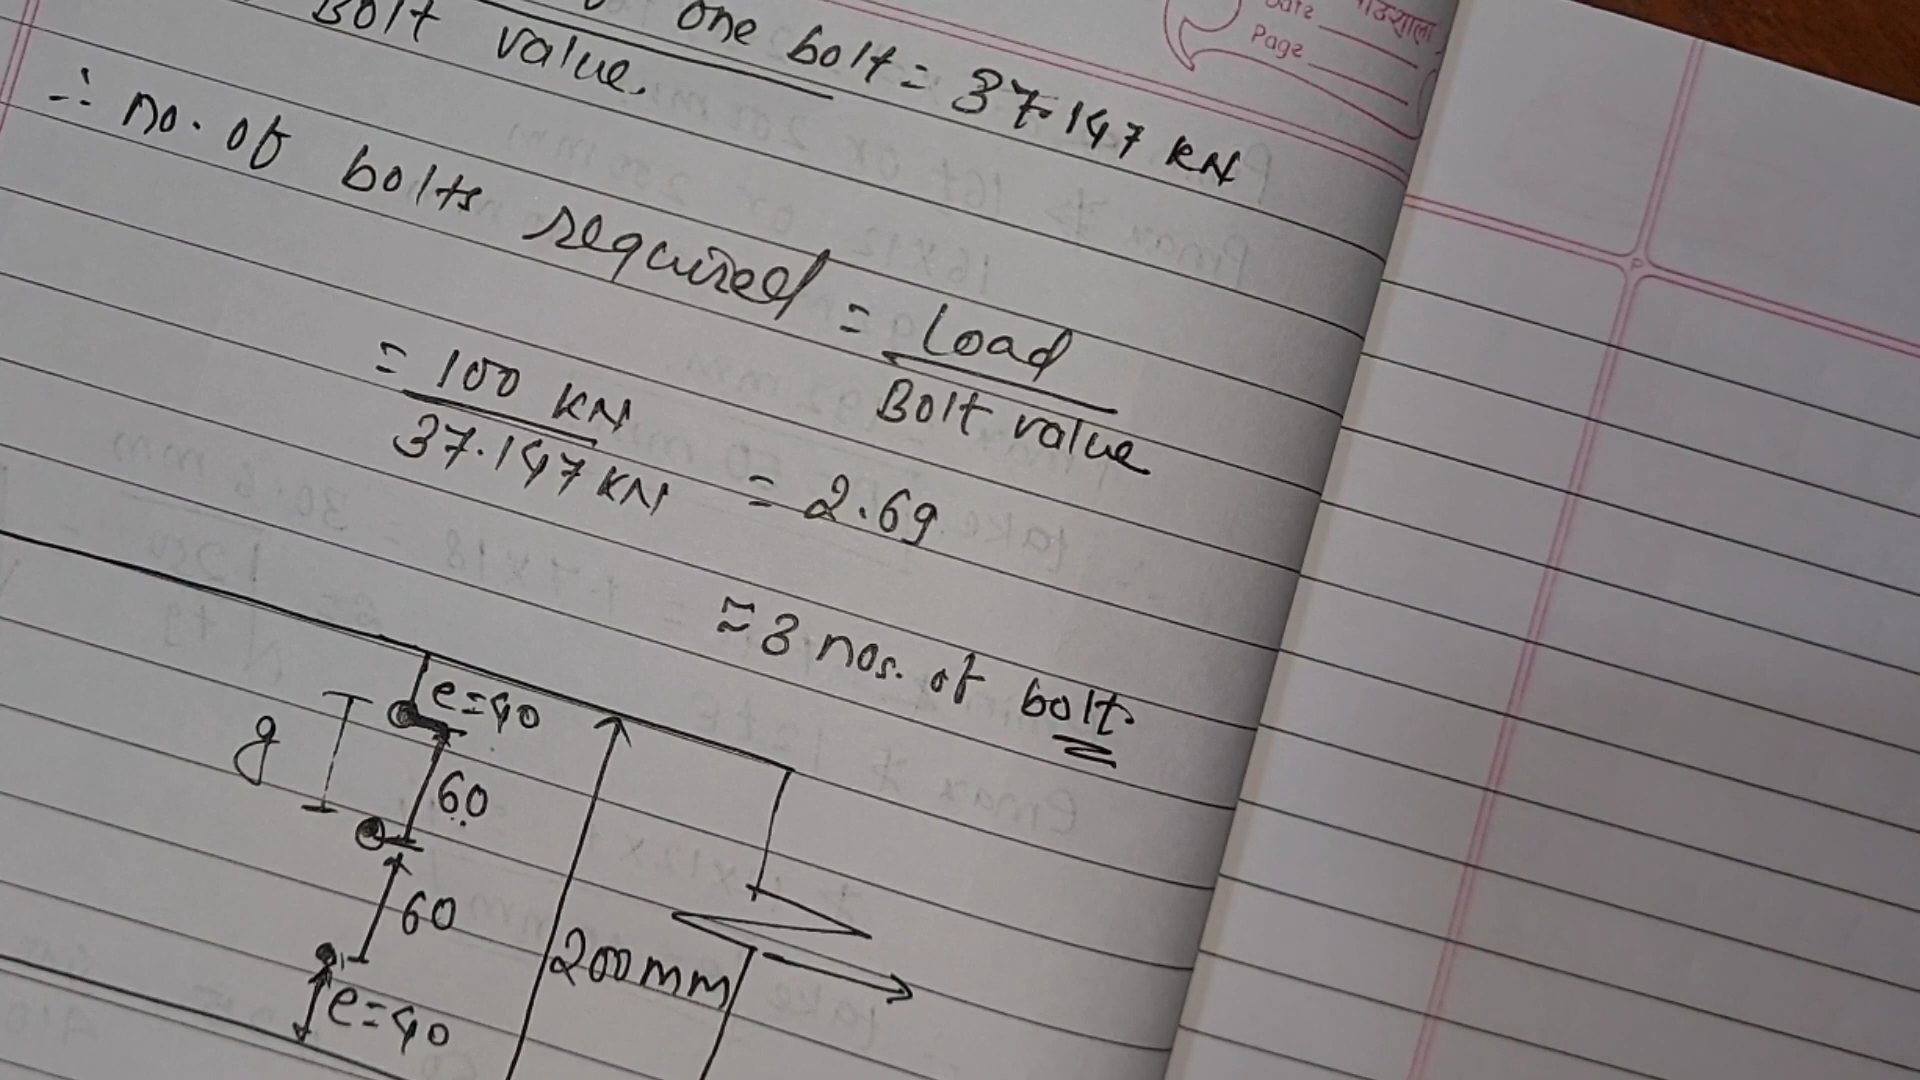 one bolt = 37.147 KN
Bolt value.
Date
Page
∴ no. of bolts required = Load
Bolt value
= 100 KN
37.147 KN
= 2.69
≈ 3 nos. of bolt.
e=40
g
60
60
200mm
e=40